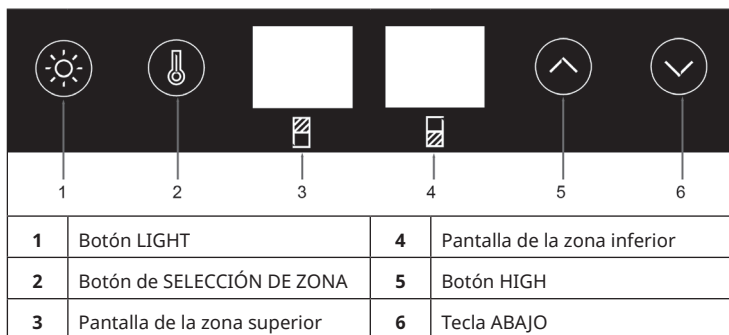 1 2 3 4 5 6
1 Botón LIGHT 4 Pantalla de la zona inferior
2 Botón de SELECCIÓN DE ZONA 5 Botón HIGH
3 Pantalla de la zona superior 6 Tecla ABAJO